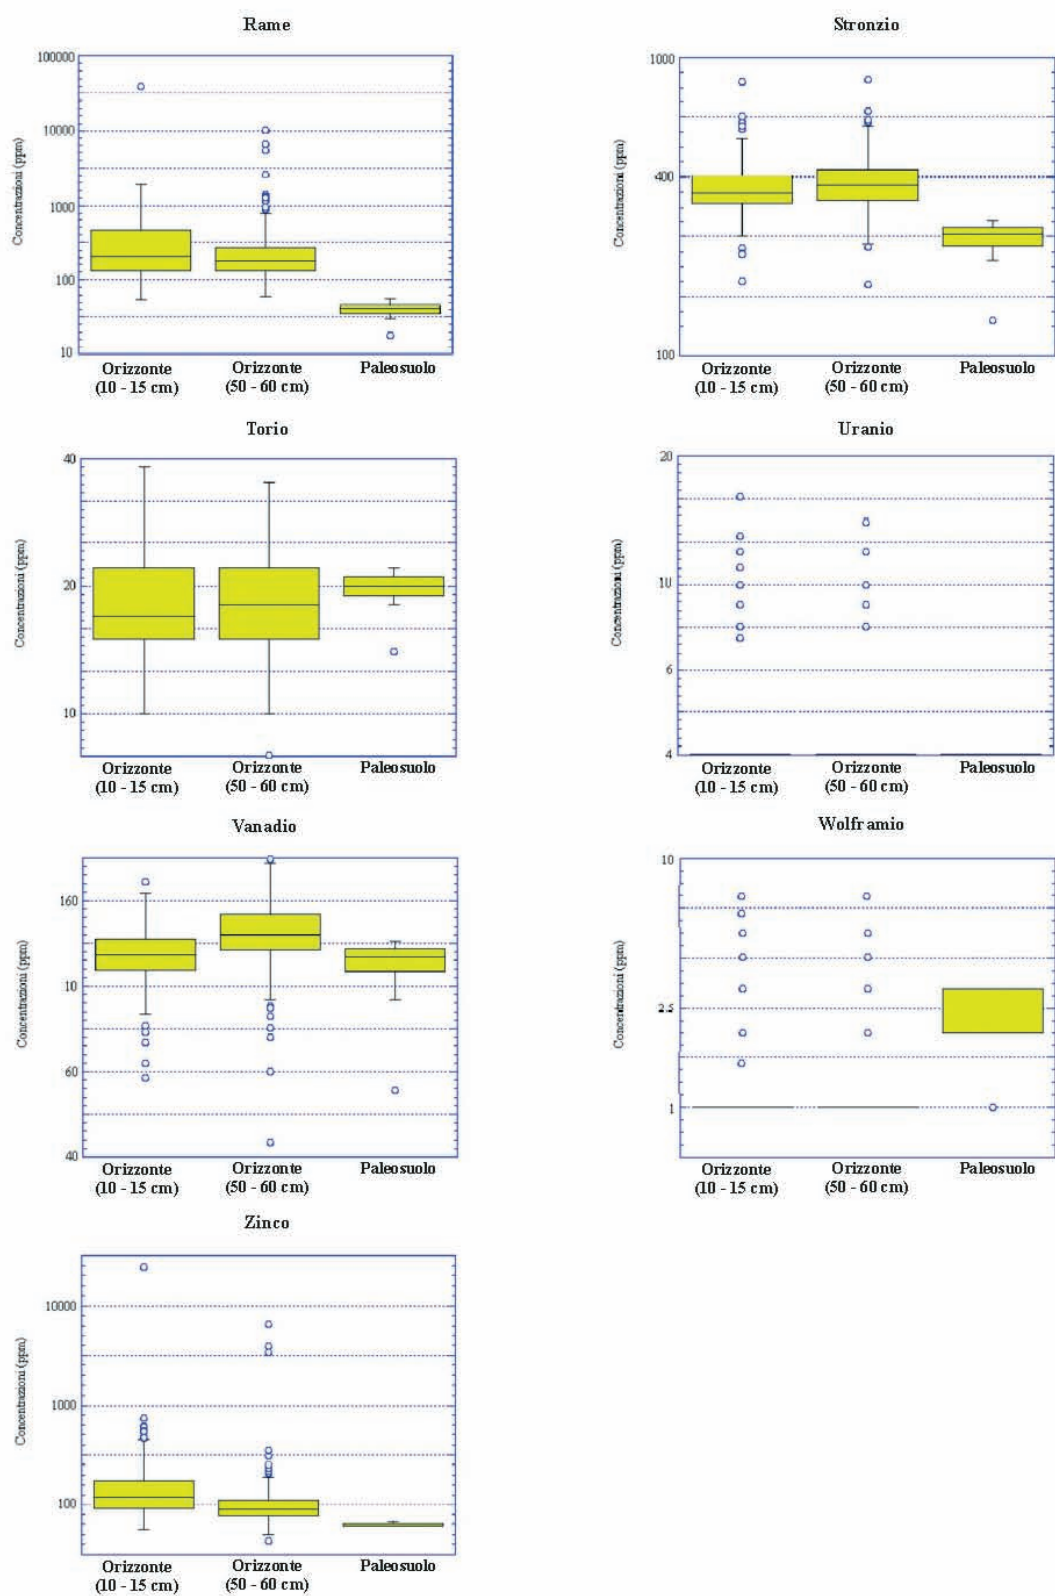 Rame
Concentrazioni (ppm)
100000
10000
1000
100
10
Orizzonte
(10 - 15 cm)
Orizzonte
(50 - 60 cm)
Paleosuolo
Stronzio
Concentrazioni (ppm)
1000
400
100
Orizzonte
(10 - 15 cm)
Orizzonte
(50 - 60 cm)
Paleosuolo
Torio
Concentrazioni (ppm)
40
20
10
Orizzonte
(10 - 15 cm)
Orizzonte
(50 - 60 cm)
Paleosuolo
Uranio
Concentrazioni (ppm)
20
10
6
4
Orizzonte
(10 - 15 cm)
Orizzonte
(50 - 60 cm)
Paleosuolo
Vanadio
Concentrazioni (ppm)
160
10
60
40
Orizzonte
(10 - 15 cm)
Orizzonte
(50 - 60 cm)
Paleosuolo
Wolframio
Concentrazioni (ppm)
10
2.5
1
Orizzonte
(10 - 15 cm)
Orizzonte
(50 - 60 cm)
Paleosuolo
Zinco
Concentrazioni (ppm)
10000
1000
100
Orizzonte
(10 - 15 cm)
Orizzonte
(50 - 60 cm)
Paleosuolo